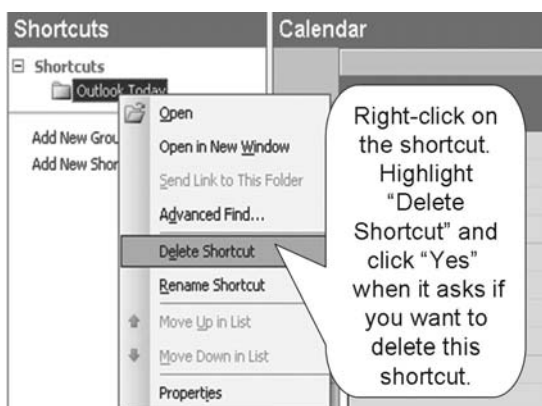 Shortcuts
Calendar
Shortcuts
Outlook Today
Add New Grou
Add New Shor
Open
Open in New Window
Send Link to This Folder
Advanced Find...
Delete Shortcut
Rename Shortcut
Move Up in List
Move Down in List
Properties
Right-click on
the shortcut.
Highlight
“Delete
Shortcut” and
click “Yes”
when it asks if
you want to
delete this
shortcut.